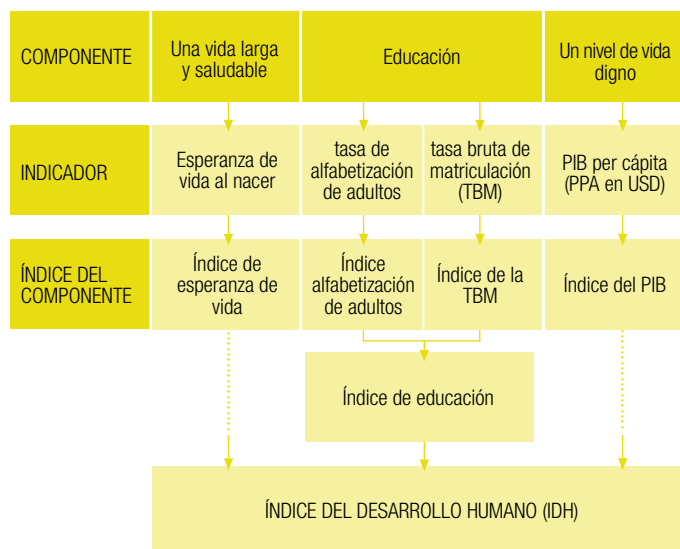 COMPONENTE
Una vida larga
y saludable
Educación
Un nivel de vida
digno
INDICADOR
Esperanza de
vida al nacer
tasa de
alfabetización
de adultos
tasa bruta de
matriculación
(TBM)
PIB per cápita
(PPA en USD)
ÍNDICE DEL
COMPONENTE
Índice de
esperanza de
vida
Índice
alfabetización
de adultos
Índice de la
TBM
Índice del PIB
Índice de educación
ÍNDICE DEL DESARROLLO HUMANO (IDH)